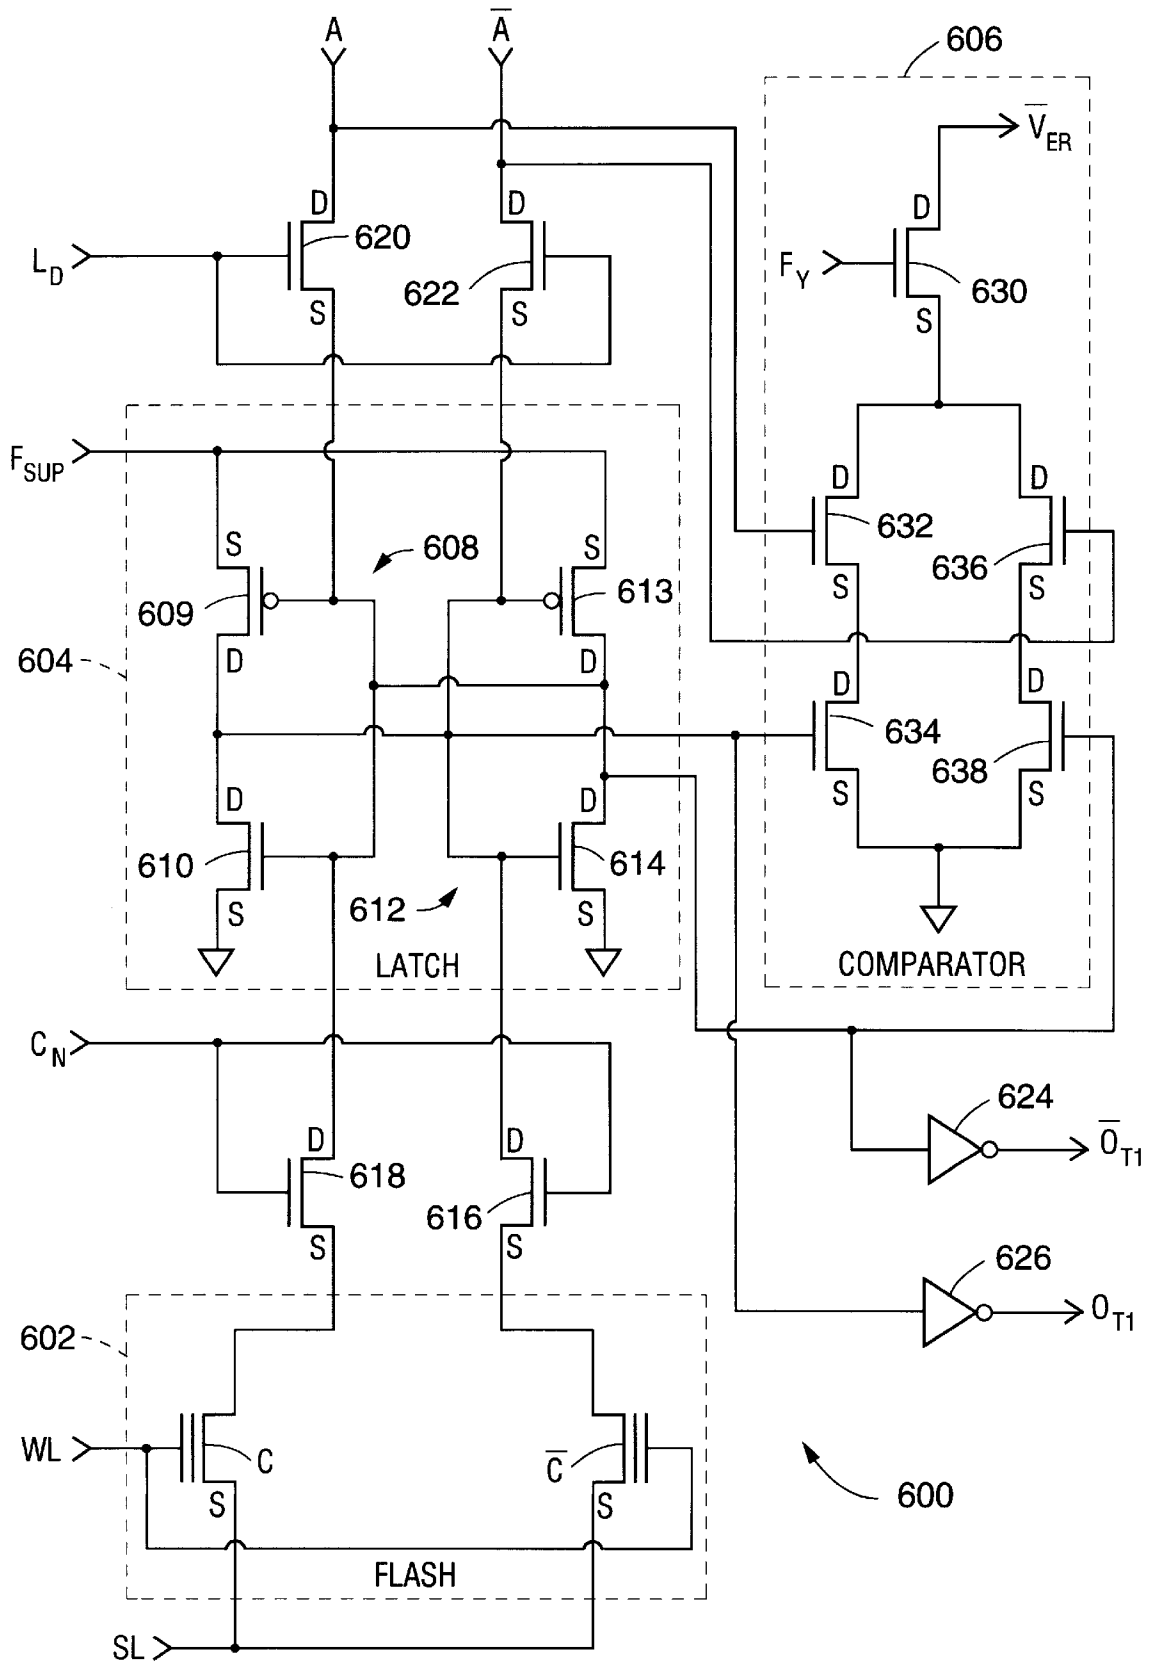 A
A̅
606
V̅ER
D
D
D
620
LD
622
FY
630
S
S
S
FSUP
D
D
632
636
S
S
608
S
S
609
613
604
D
D
D
D
634
638
S
S
D
D
610
614
612
S
S
LATCH
COMPARATOR
CN
624
O̅T1
D
D
618
616
S
S
626
OT1
602
WL
C
C̅
S
S
600
FLASH
SL